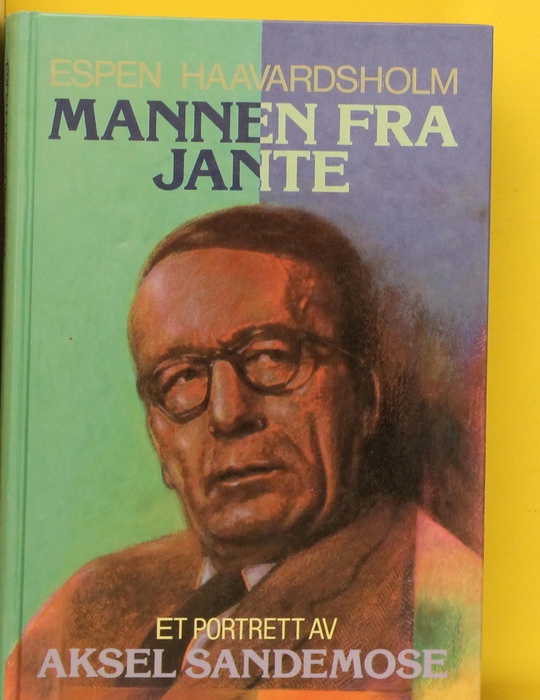 ESPEN HAAVARDSHOLM
MANNEN FRA
JANTE
ET PORTRETT AV
AKSEL SANDEMOSE